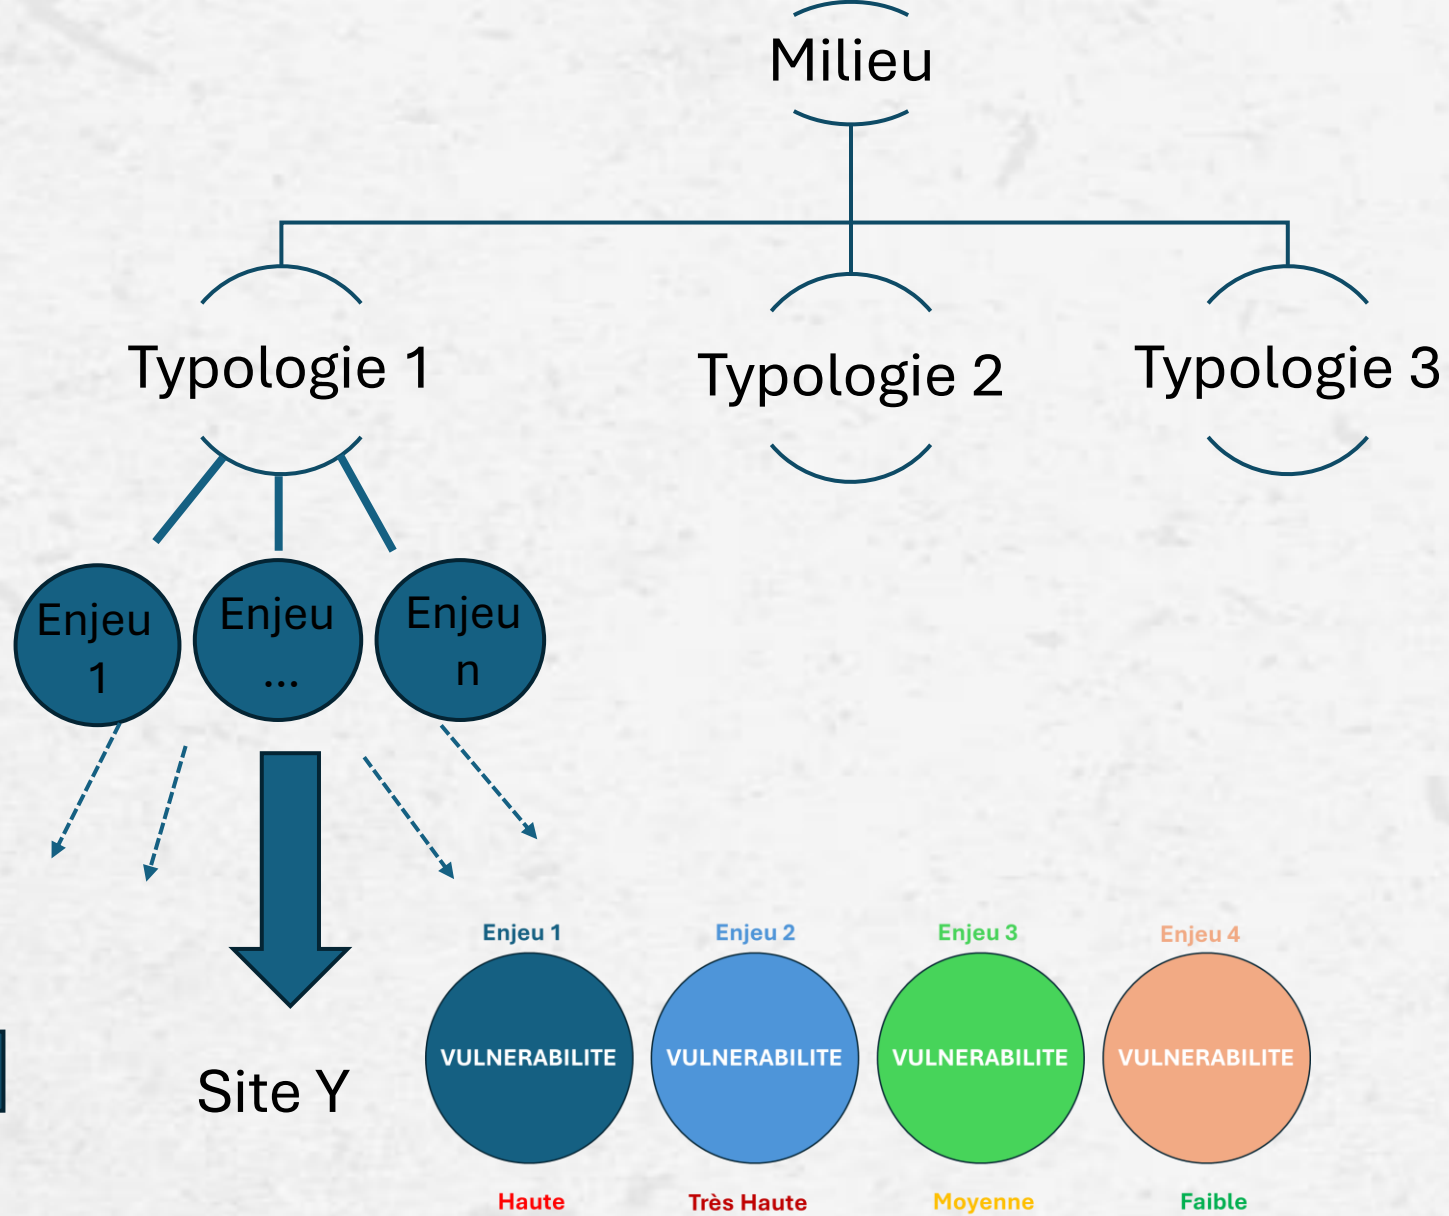 Milieu
Typologie 1
Typologie 2
Typologie 3
Enjeu
1
Enjeu
...
Enjeu
n
Site Y
Enjeu 1
Enjeu 2
Enjeu 3
Enjeu 4
VULNERABILITE
VULNERABILITE
VULNERABILITE
VULNERABILITE
Haute
Très Haute
Moyenne
Faible